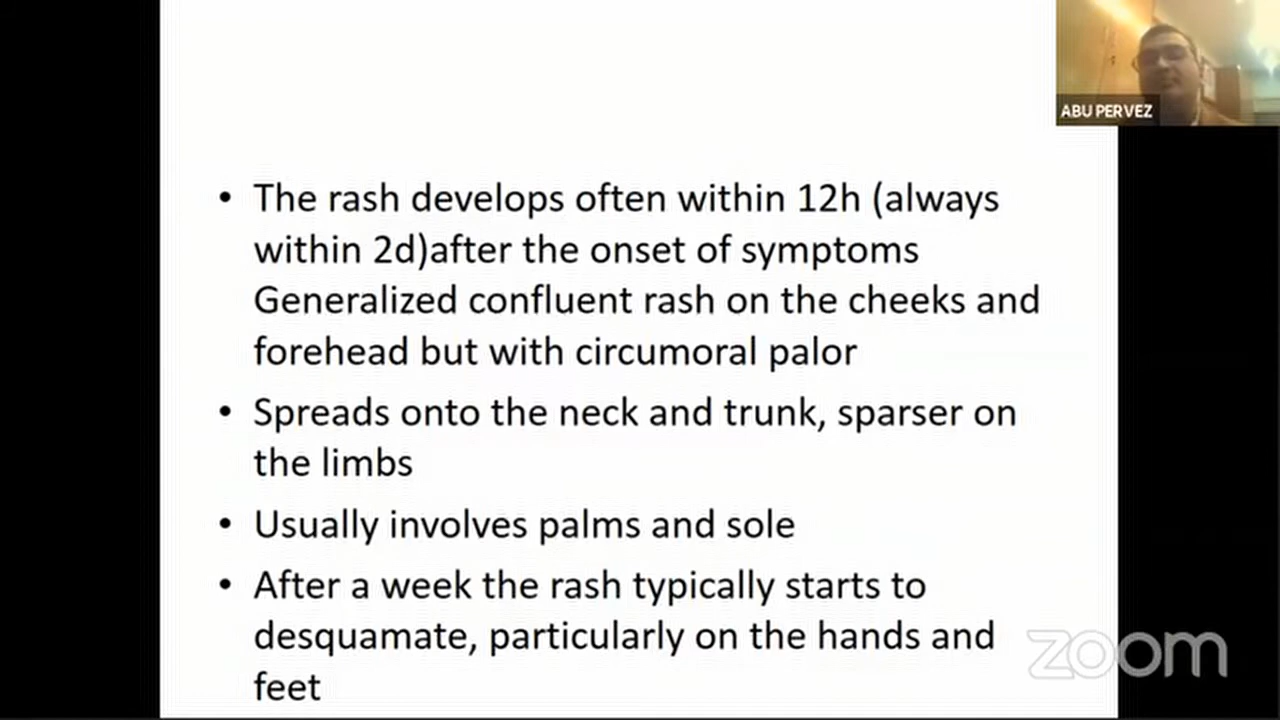 ABU PERVEZ
• The rash develops often within 12h (always
within 2d)after the onset of symptoms
Generalized confluent rash on the cheeks and
forehead but with circumoral palor
• Spreads onto the neck and trunk, sparser on
the limbs
• Usually involves palms and sole
• After a week the rash typically starts to
desquamate, particularly on the hands and
feet
zoom